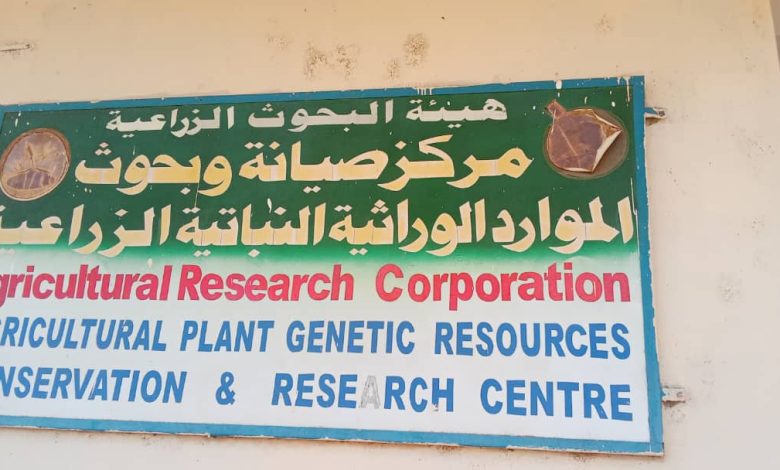 هيئة البحوث الزراعية
مركز صيانة وبحوث
الموارد الوراثية النباتية الزراعية
gricultural Research Corporation
GRICULTURAL PLANT GENETIC RESOURCES
NSERVATION & RESEARCH CENTRE